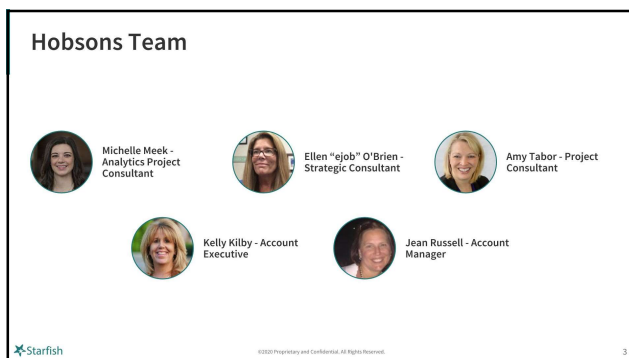 Hobsons Team
Michelle Meek -
Analytics Project
Consultant
Ellen “ejob” O'Brien -
Strategic Consultant
Amy Tabor - Project
Consultant
Kelly Kilby - Account
Executive
Jean Russell - Account
Manager
Starfish
©2020 Proprietary and Confidential, All Rights Reserved.
3